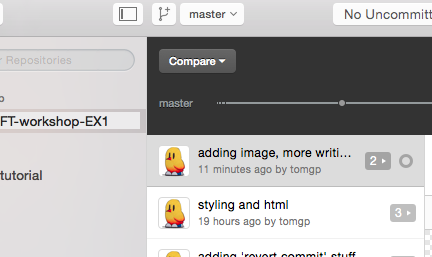 master
No Uncommitt
Repositories
Compare
master
FT-workshop-EX1
adding image, more writi...
11 minutes ago by tomgp
2
tutorial
styling and html
19 hours ago by tomgp
3
adding 'revert commit' stuff